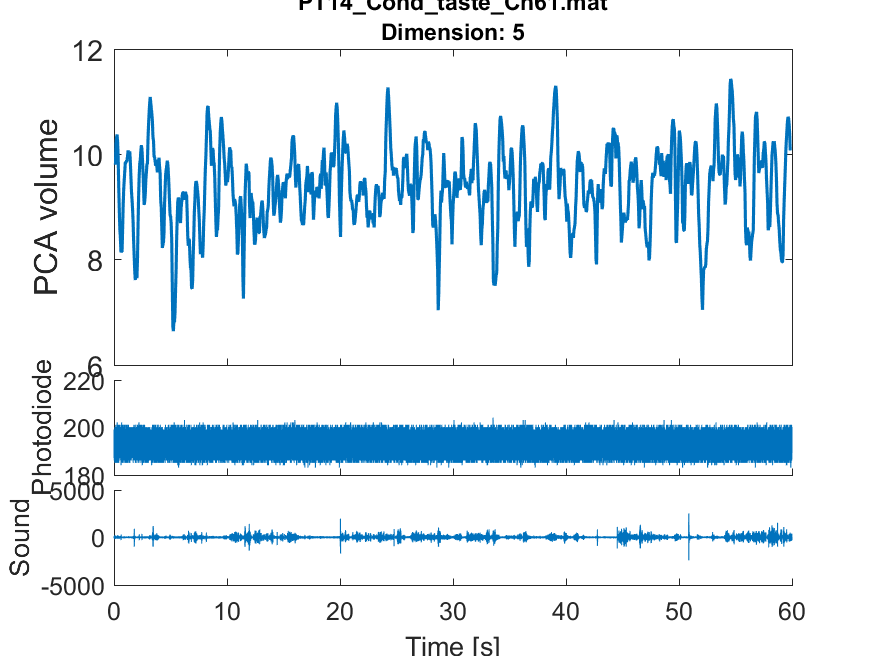 PT14_Cond_taste_Ch61.mat
Dimension: 5
12
10
8
6
PCA volume
220
200
180
Photodiode
5000
0
-5000
Sound
0 10 20 30 40 50 60
Time [s]